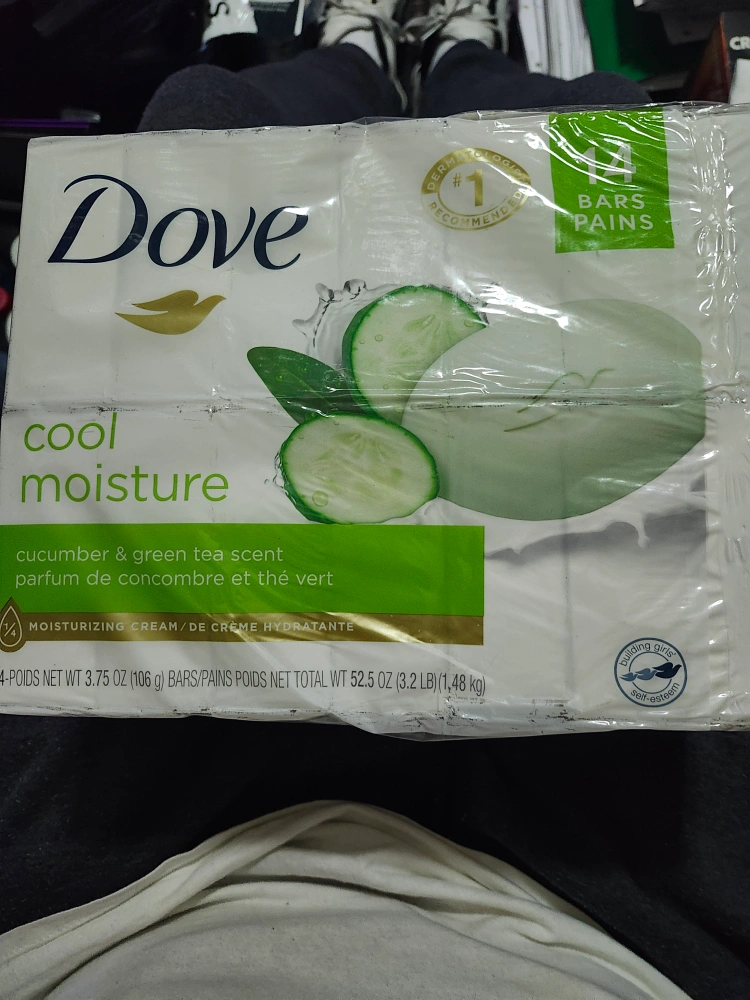 Dove
DERMATOLOGIST
#1
RECOMMENDED
14
BARS
PAINS
cool
moisture
cucumber & green tea scent
parfum de concombre et thé vert
1/4 MOISTURIZING CREAM / DE CRÈME HYDRATANTE
4-POIDS NET WT 3.75 OZ (106 g) BARS/PAINS POIDS NET TOTAL WT 52.5 OZ (3.2 LB) (1,48 kg)
building girls'
self-esteem
CR